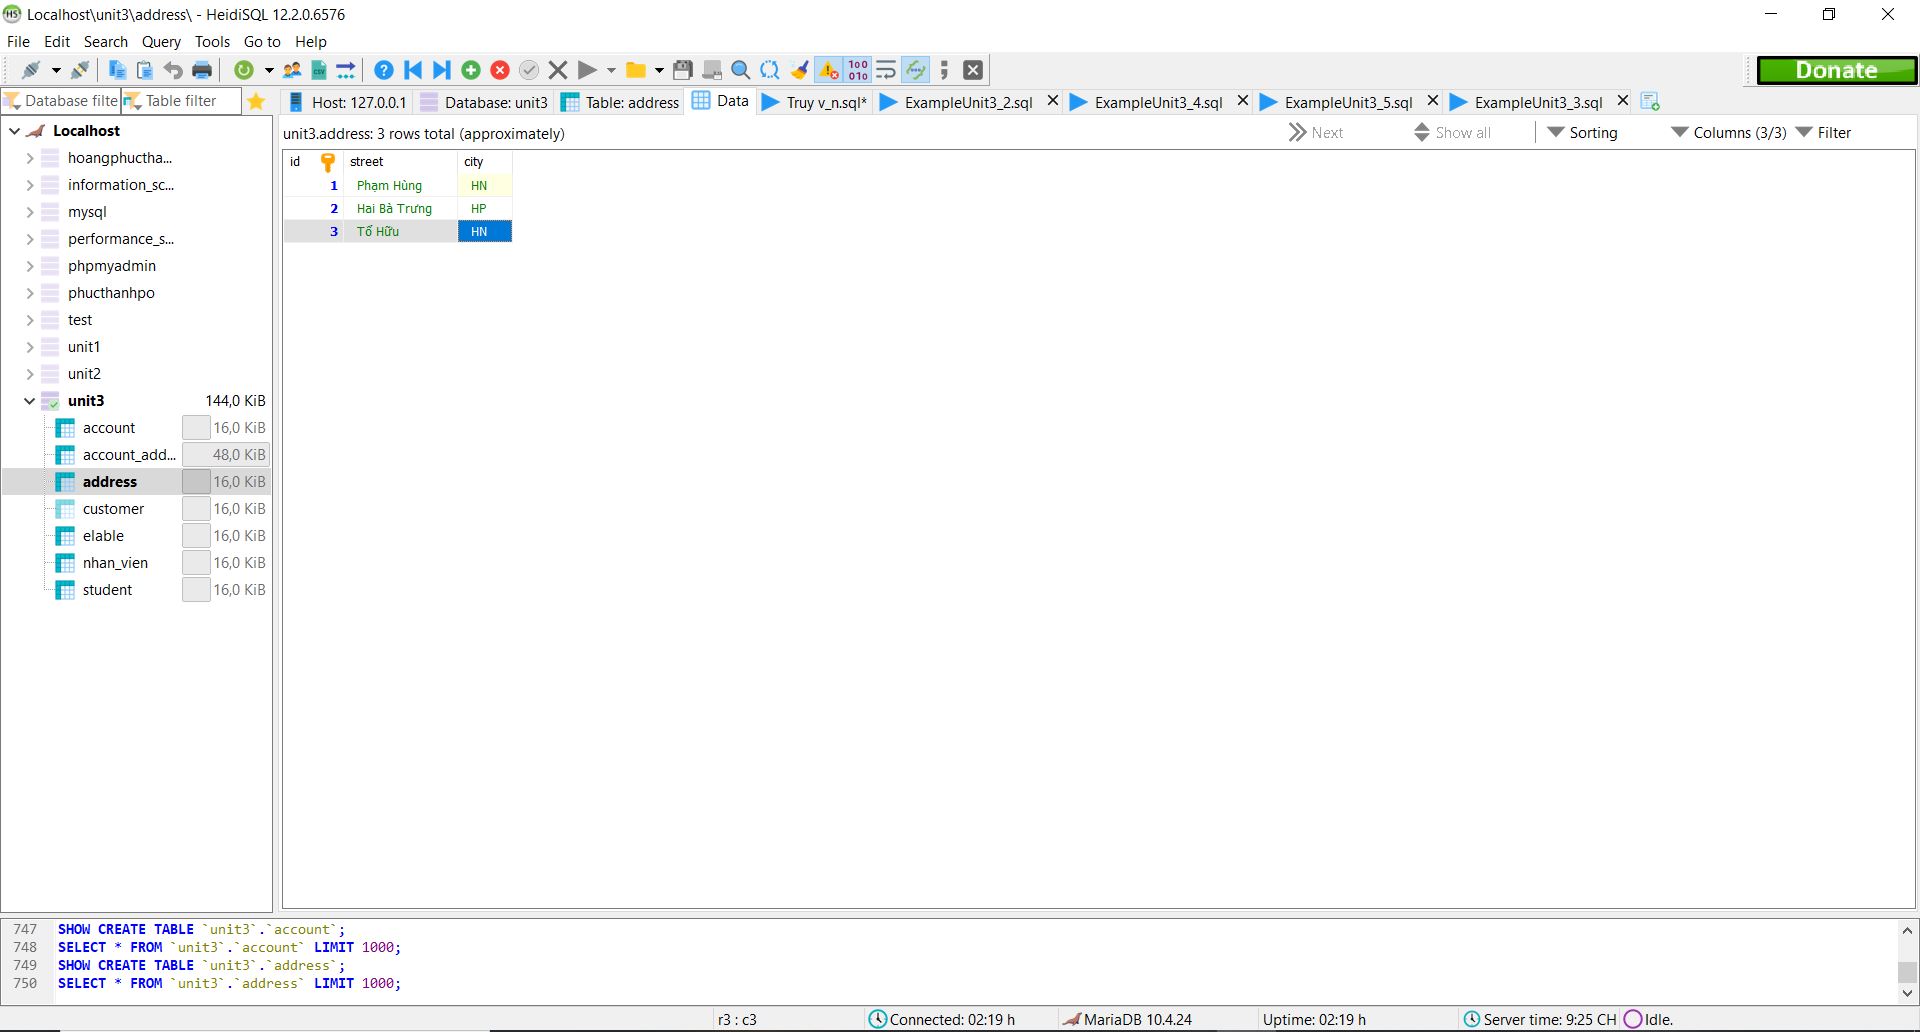 Localhost\unit3\address\ - HeidiSQL 12.2.0.6576
File Edit Search Query Tools Go to Help
Donate
Database filte Table filter Host: 127.0.0.1 Database: unit3 Table: address Data Truy v_n.sql* ExampleUnit3_2.sql ExampleUnit3_4.sql ExampleUnit3_5.sql ExampleUnit3_3.sql
unit3.address: 3 rows total (approximately) Next Show all Sorting Columns (3/3) Filter
Localhost
hoangphuctha...
information_sc...
mysql
performance_s...
phpmyadmin
phucthanhpo
test
unit1
unit2
unit3 144,0 KiB
account 16,0 KiB
account_add... 48,0 KiB
address 16,0 KiB
customer 16,0 KiB
elable 16,0 KiB
nhan_vien 16,0 KiB
student 16,0 KiB
id street city
1 Phạm Hùng HN
2 Hai Bà Trưng HP
3 Tố Hữu HN
747 SHOW CREATE TABLE `unit3`.`account`;
748 SELECT * FROM `unit3`.`account` LIMIT 1000;
749 SHOW CREATE TABLE `unit3`.`address`;
750 SELECT * FROM `unit3`.`address` LIMIT 1000;
r3 : c3 Connected: 02:19 h MariaDB 10.4.24 Uptime: 02:19 h Server time: 9:25 CH Idle.